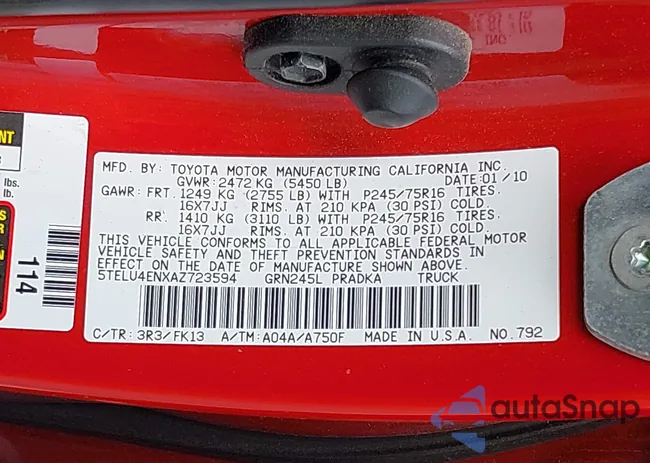 MFD. BY: TOYOTA MOTOR MANUFACTURING CALIFORNIA INC.
GVWR: 2472 KG (5450 LB) DATE: 01/10
GAWR: FRT. 1249 KG (2755 LB) WITH P245/75R16 TIRES,
16X7JJ RIMS, AT 210 KPA (30 PSI) COLD.
RR. 1410 KG (3110 LB) WITH P245/75R16 TIRES,
16X7JJ RIMS, AT 210 KPA (30 PSI) COLD.
THIS VEHICLE CONFORMS TO ALL APPLICABLE FEDERAL MOTOR
VEHICLE SAFETY AND THEFT PREVENTION STANDARDS IN
EFFECT ON THE DATE OF MANUFACTURE SHOWN ABOVE.
5TELU4ENXAZ723594 GRN245L PRADKA TRUCK
C/TR: 3R3/FK13 A/TM: A04A/A750F MADE IN U.S.A. NO. 792
lbs.
114
autoSnap